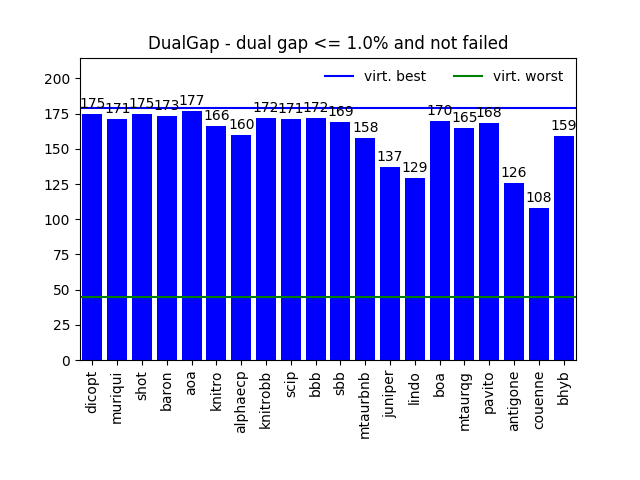 DualGap - dual gap <= 1.0% and not failed
virt. best
virt. worst
200
175
150
125
100
75
50
25
0
175
171
175
173
177
166
160
172
171
172
169
158
137
129
170
165
168
126
108
159
dicopt
muriqui
shot
baron
aoa
knitro
alphaecp
knitrobb
scip
bbb
sbb
mtaurbnb
juniper
lindo
boa
mtaurqg
pavito
antigone
couenne
bhyb